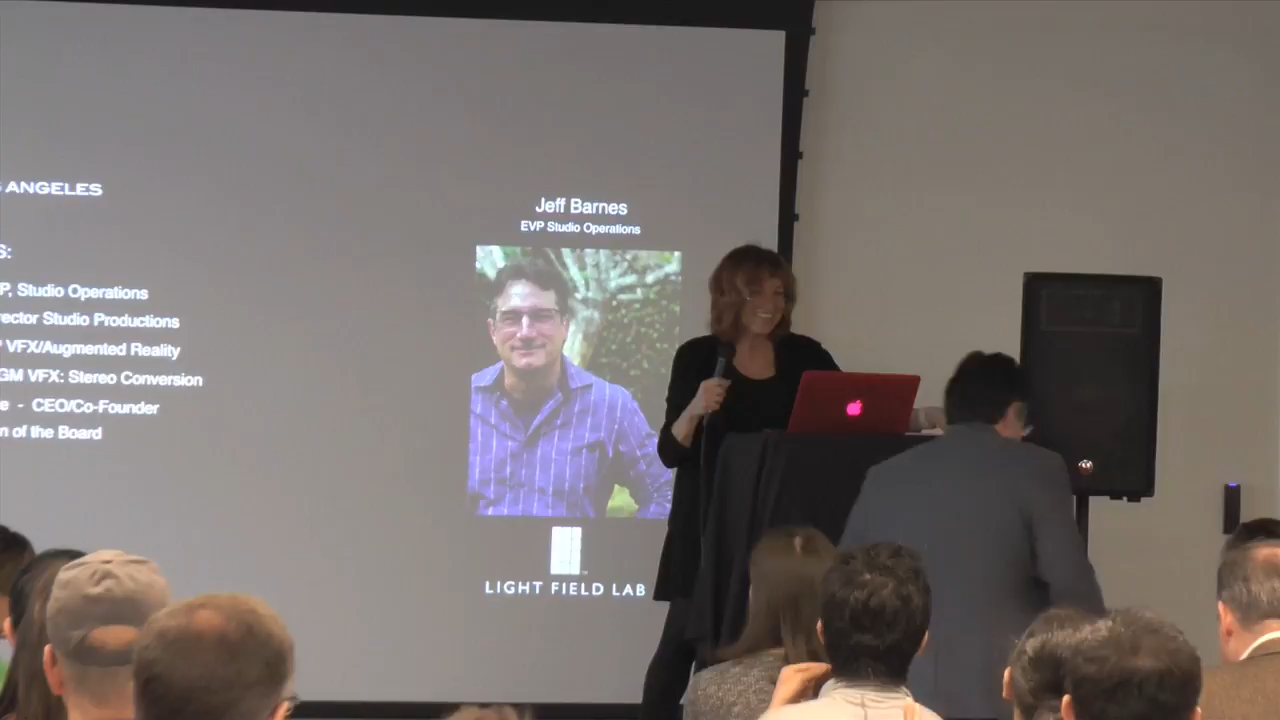 ANGELES
S:
P, Studio Operations
rector Studio Productions
VFX/Augmented Reality
GM VFX: Stereo Conversion
e - CEO/Co-Founder
n of the Board
Jeff Barnes
EVP Studio Operations
LIGHT FIELD LAB